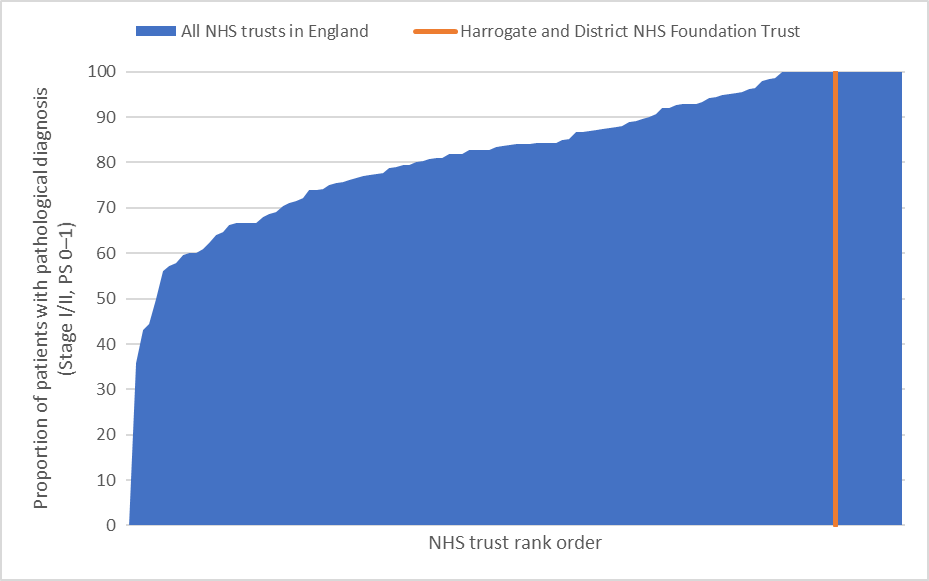 All NHS trusts in England
Harrogate and District NHS Foundation Trust
Proportion of patients with pathological diagnosis
(Stage I/II, PS 0–1)
100
90
80
70
60
50
40
30
20
10
0
NHS trust rank order